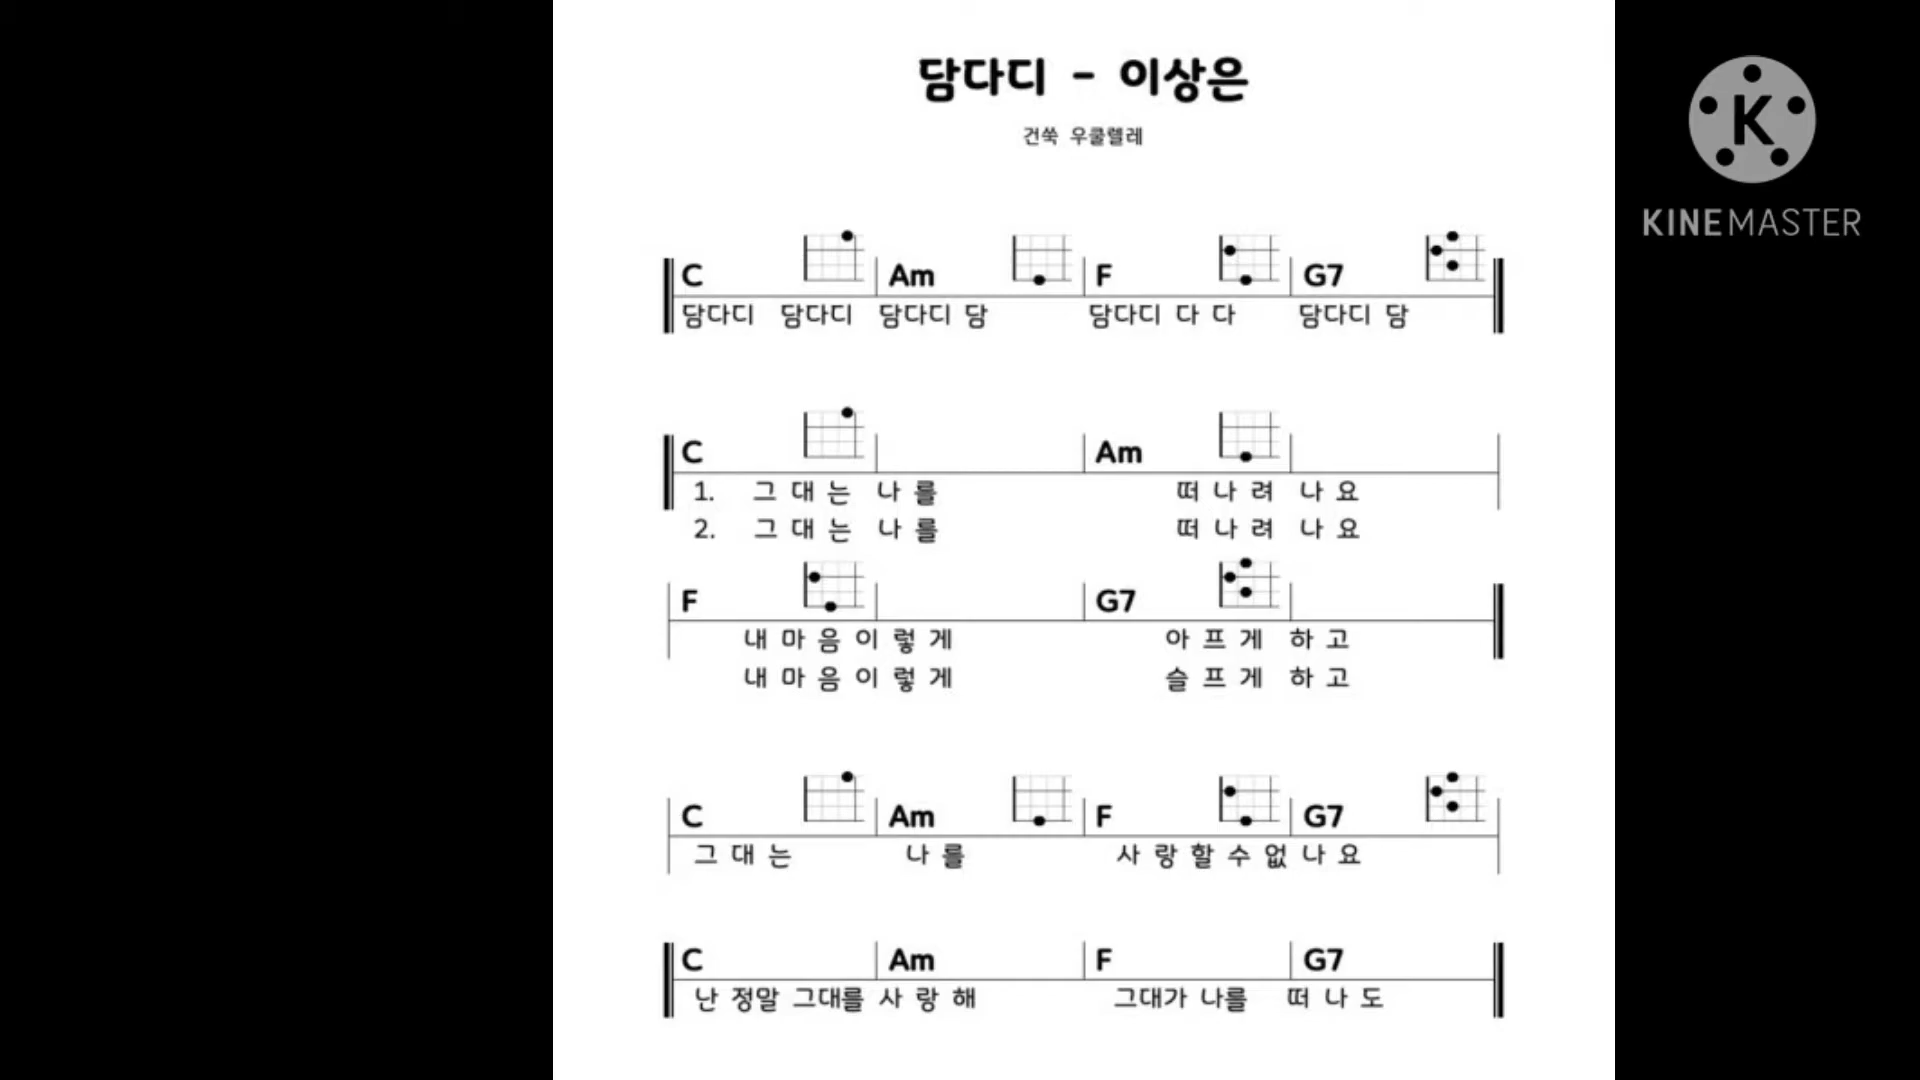 담다디 - 이상은
건쑥 우쿨렐레
K
KINEMASTER
C Am F G7
담다디 담다디 담다디 담 담다디 다 다 담다디 담
C Am
1. 그 대 는 나 를 떠 나 려 나 요
2. 그 대 는 나 를 떠 나 려 나 요
F G7
내 마 음 이 렇 게 아 프 게 하 고
내 마 음 이 렇 게 슬 프 게 하 고
C Am F G7
그 대 는 나 를 사 랑 할 수 없 나 요
C Am F G7
난 정말 그대를 사 랑 해 그대가 나를 떠 나 도